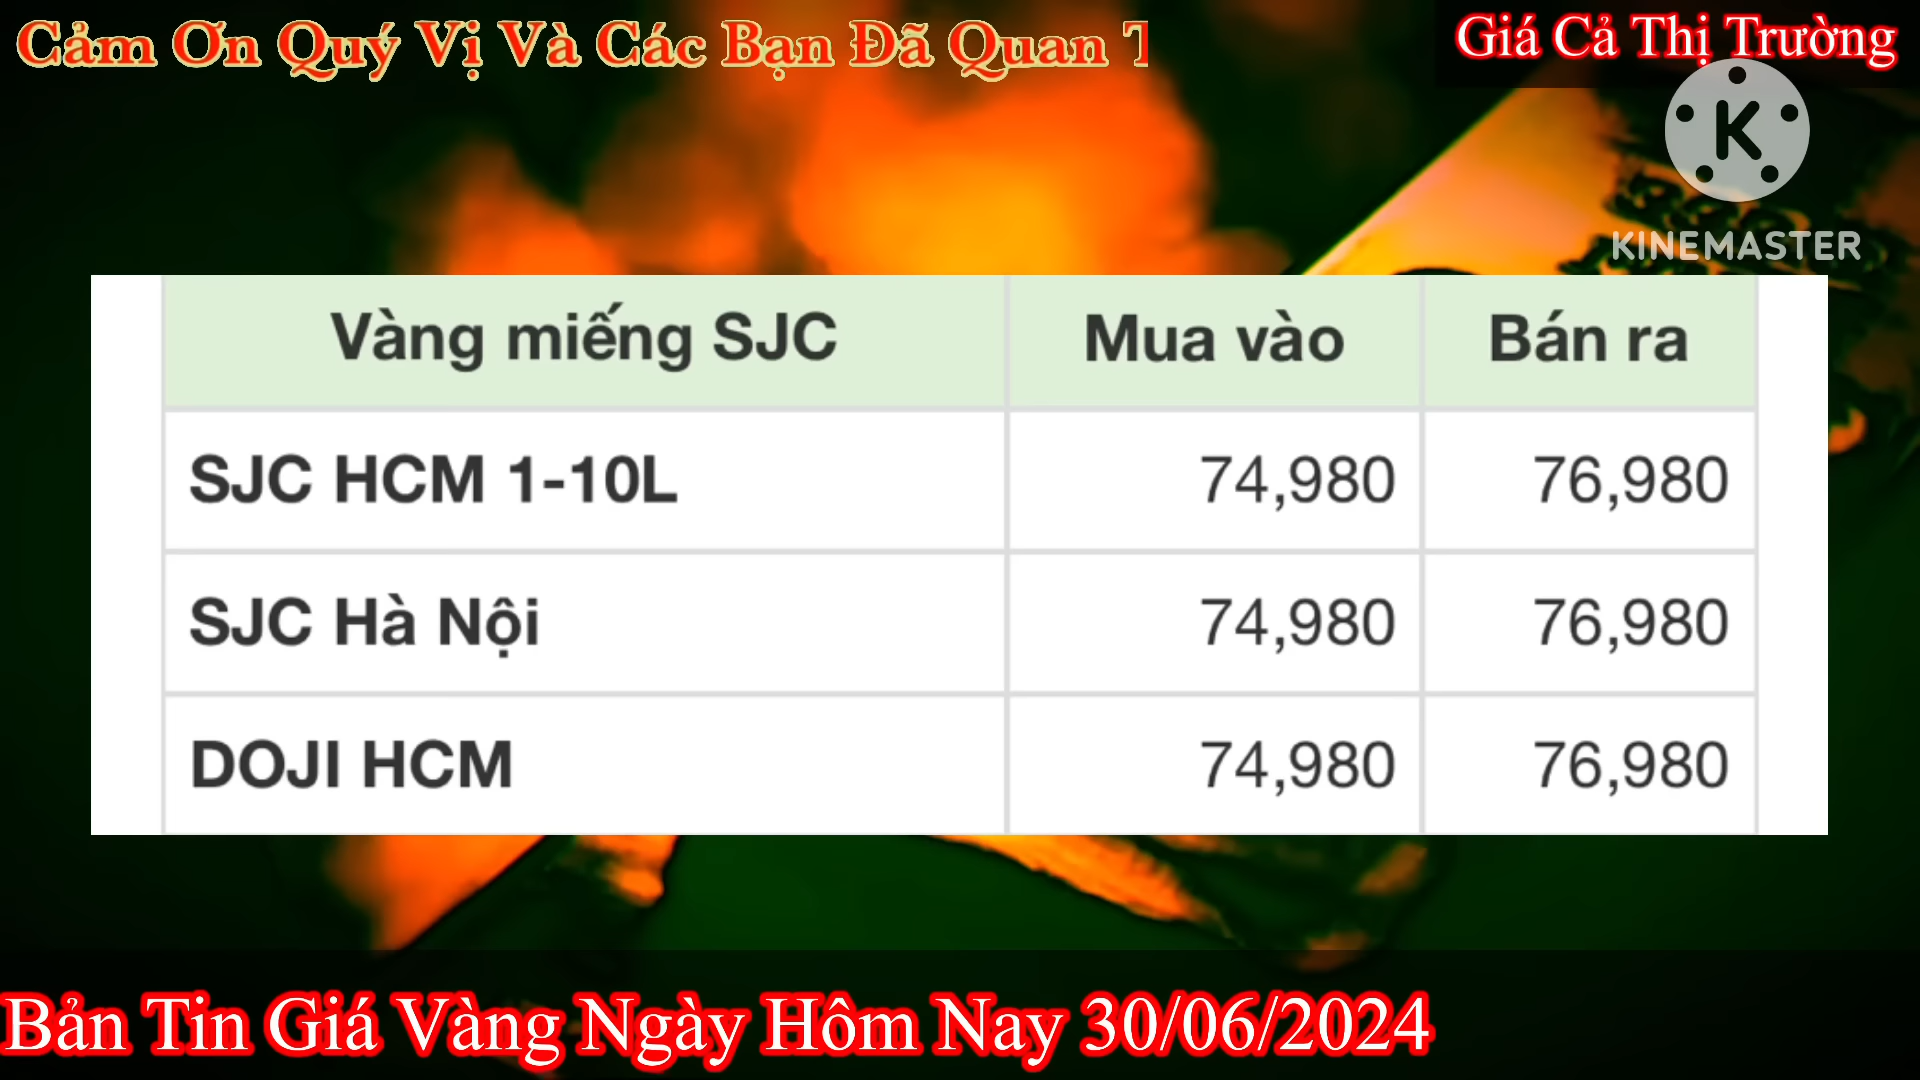 Cảm Ơn Quý Vị Và Các Bạn Đã Quan
Giá Cả Thị Trường
K
KINEMASTER
Vàng miếng SJC Mua vào Bán ra
SJC HCM 1-10L 74,980 76,980
SJC Hà Nội 74,980 76,980
DOJI HCM 74,980 76,980
Bản Tin Giá Vàng Ngày Hôm Nay 30/06/2024